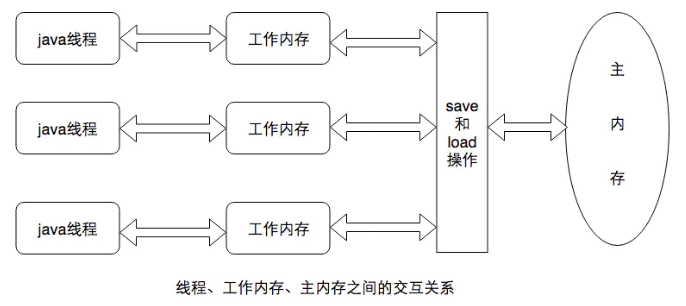 java线程
工作内存
java线程
工作内存
java线程
工作内存
save
和
load
操作
主
内
存
线程、工作内存、主内存之间的交互关系